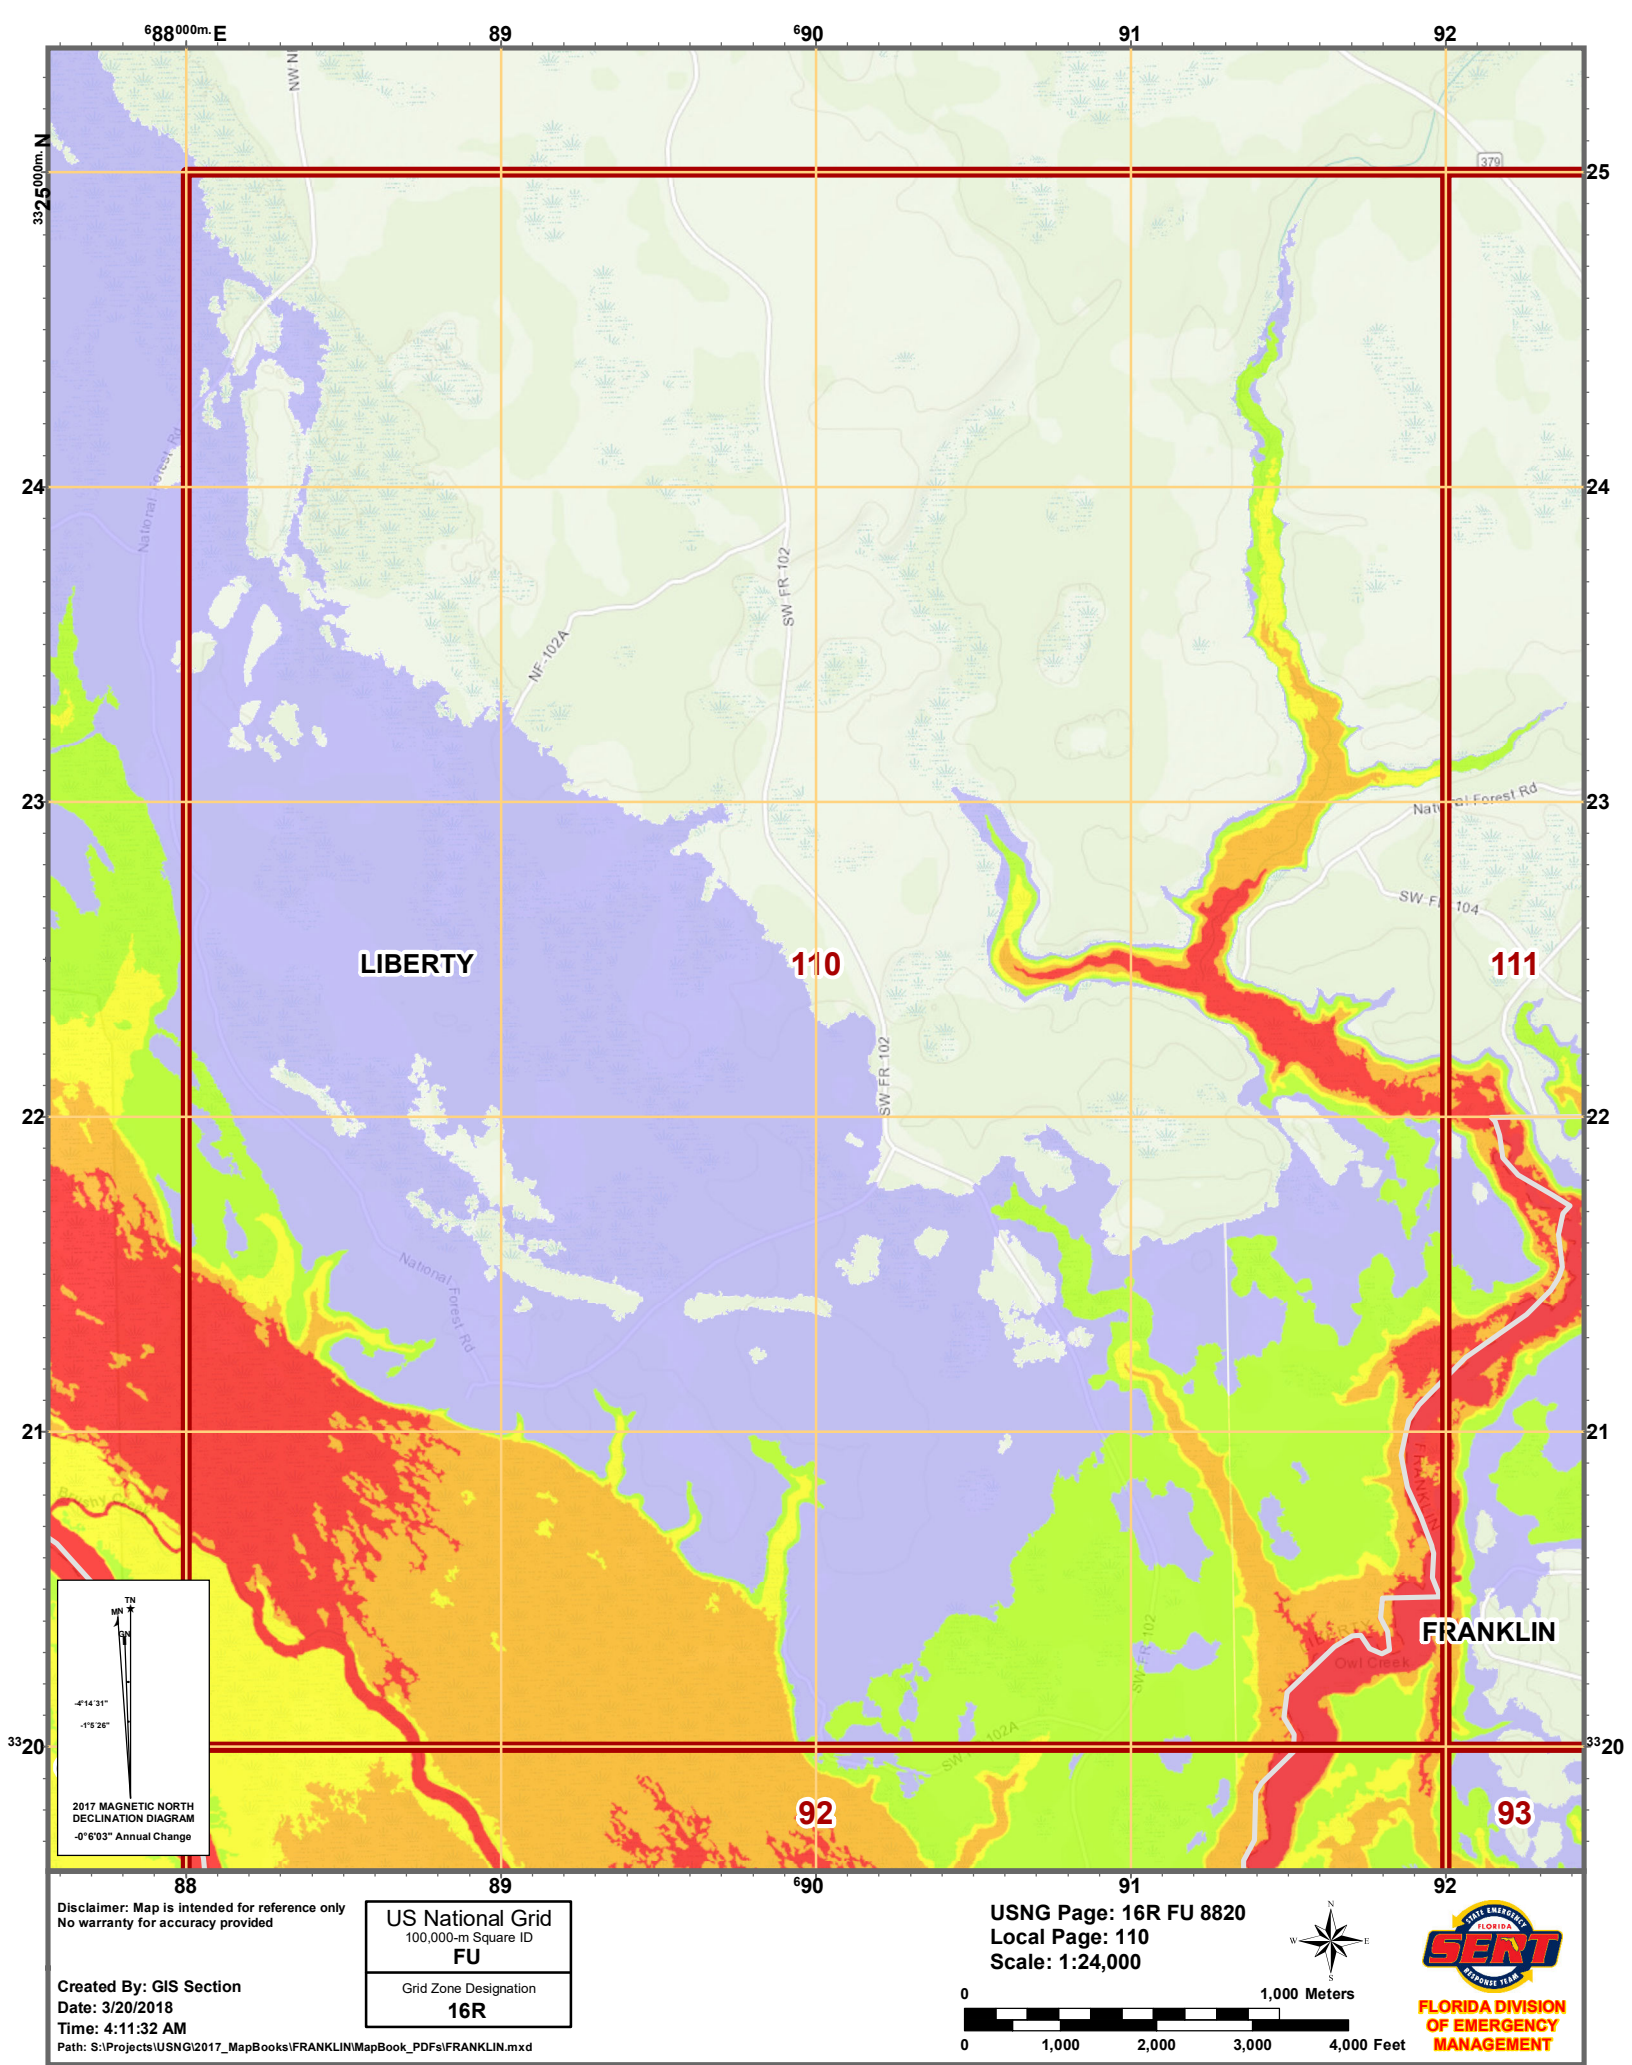 688000m. E
89
690
91
92
3325000m. N
25
24
24
23
23
22
22
21
21
3320
3320
NW N
379
National Forest Rd
SW FR 102
NF-102A
National Forest Rd
SW FR 104
LIBERTY
110
111
SW FR 102
National Forest Rd
FRANKLIN
Brushy Creek
SW FR 102
LIBERTY
Owl Creek
FRANKLIN
SW FR 102A
92
93
TN
MN
GN
-4°14'31"
-1°5'26"
2017 MAGNETIC NORTH
DECLINATION DIAGRAM
-0°6'03" Annual Change
88
89
690
91
92
Disclaimer: Map is intended for reference only
No warranty for accuracy provided
Created By: GIS Section
Date: 3/20/2018
Time: 4:11:32 AM
Path: S:\Projects\USNG\2017_MapBooks\FRANKLIN\MapBook_PDFs\FRANKLIN.mxd
US National Grid
100,000-m Square ID
FU
Grid Zone Designation
16R
USNG Page: 16R FU 8820
Local Page: 110
Scale: 1:24,000
N
W E
S
0 1,000 Meters
0 1,000 2,000 3,000 4,000 Feet
STATE EMERGENCY
FLORIDA
SERT
RESPONSE TEAM
FLORIDA DIVISION
OF EMERGENCY
MANAGEMENT